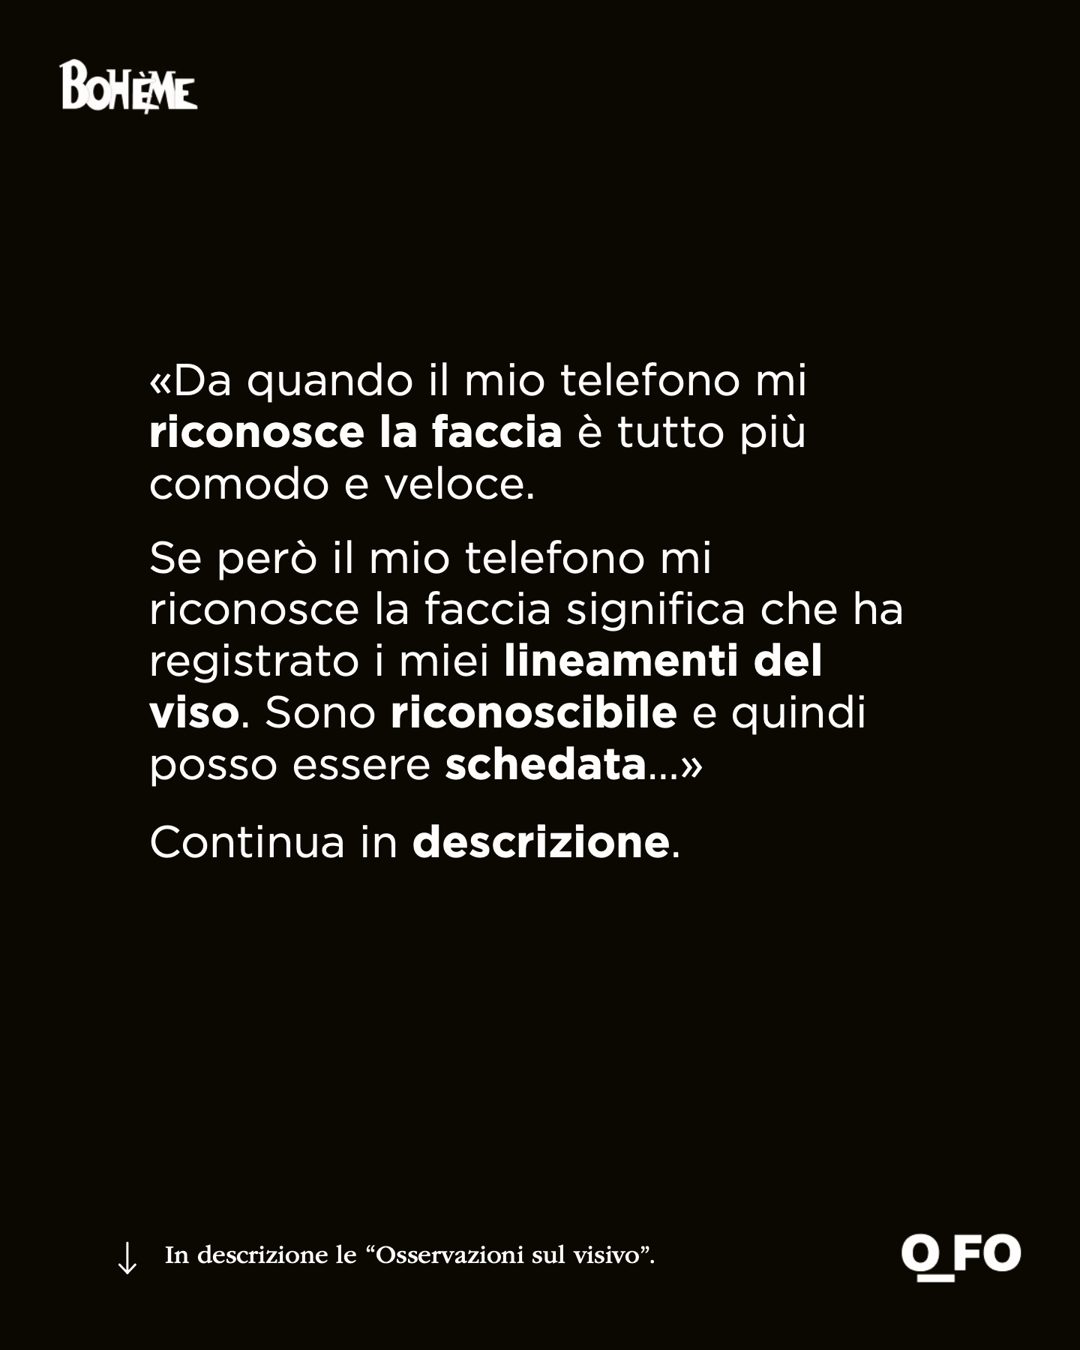 BOHÈME
«Da quando il mio telefono mi
riconosce la faccia è tutto più
comodo e veloce.
Se però il mio telefono mi
riconosce la faccia significa che ha
registrato i miei lineamenti del
viso. Sono riconoscibile e quindi
posso essere schedata...»
Continua in descrizione.
↓ In descrizione le “Osservazioni sul visivo”.
O_FO